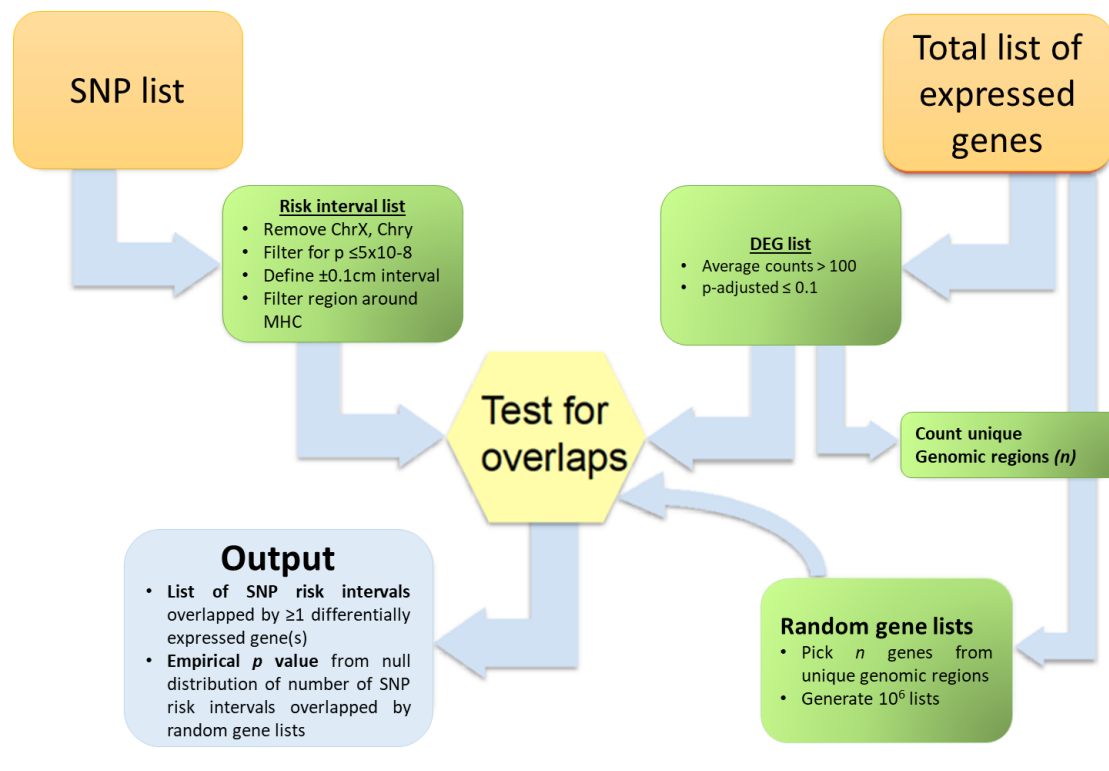 SNP list
Total list of
expressed
genes
Risk interval list
• Remove ChrX, Chry
• Filter for p ≤5x10-8
• Define ±0.1cm interval
• Filter region around
MHC
DEG list
• Average counts > 100
• p-adjusted ≤ 0.1
Test for
overlaps
Count unique
Genomic regions (n)
Output
• List of SNP risk intervals
overlapped by ≥1 differentially
expressed gene(s)
• Empirical p value from null
distribution of number of SNP
risk intervals overlapped by
random gene lists
Random gene lists
• Pick n genes from
unique genomic regions
• Generate 10⁶ lists